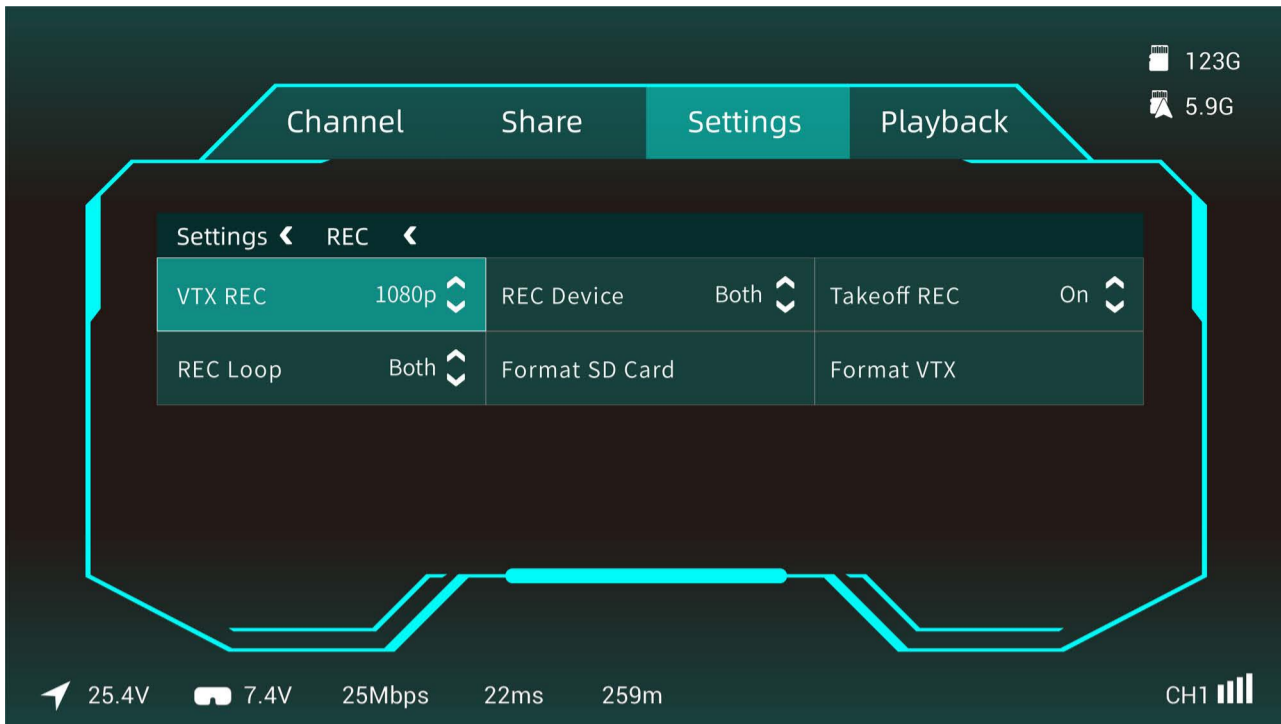 123G
5.9G
Channel Share Settings Playback
Settings REC
VTX REC 1080p REC Device Both Takeoff REC On
REC Loop Both Format SD Card Format VTX
25.4V 7.4V 25Mbps 22ms 259m CH1